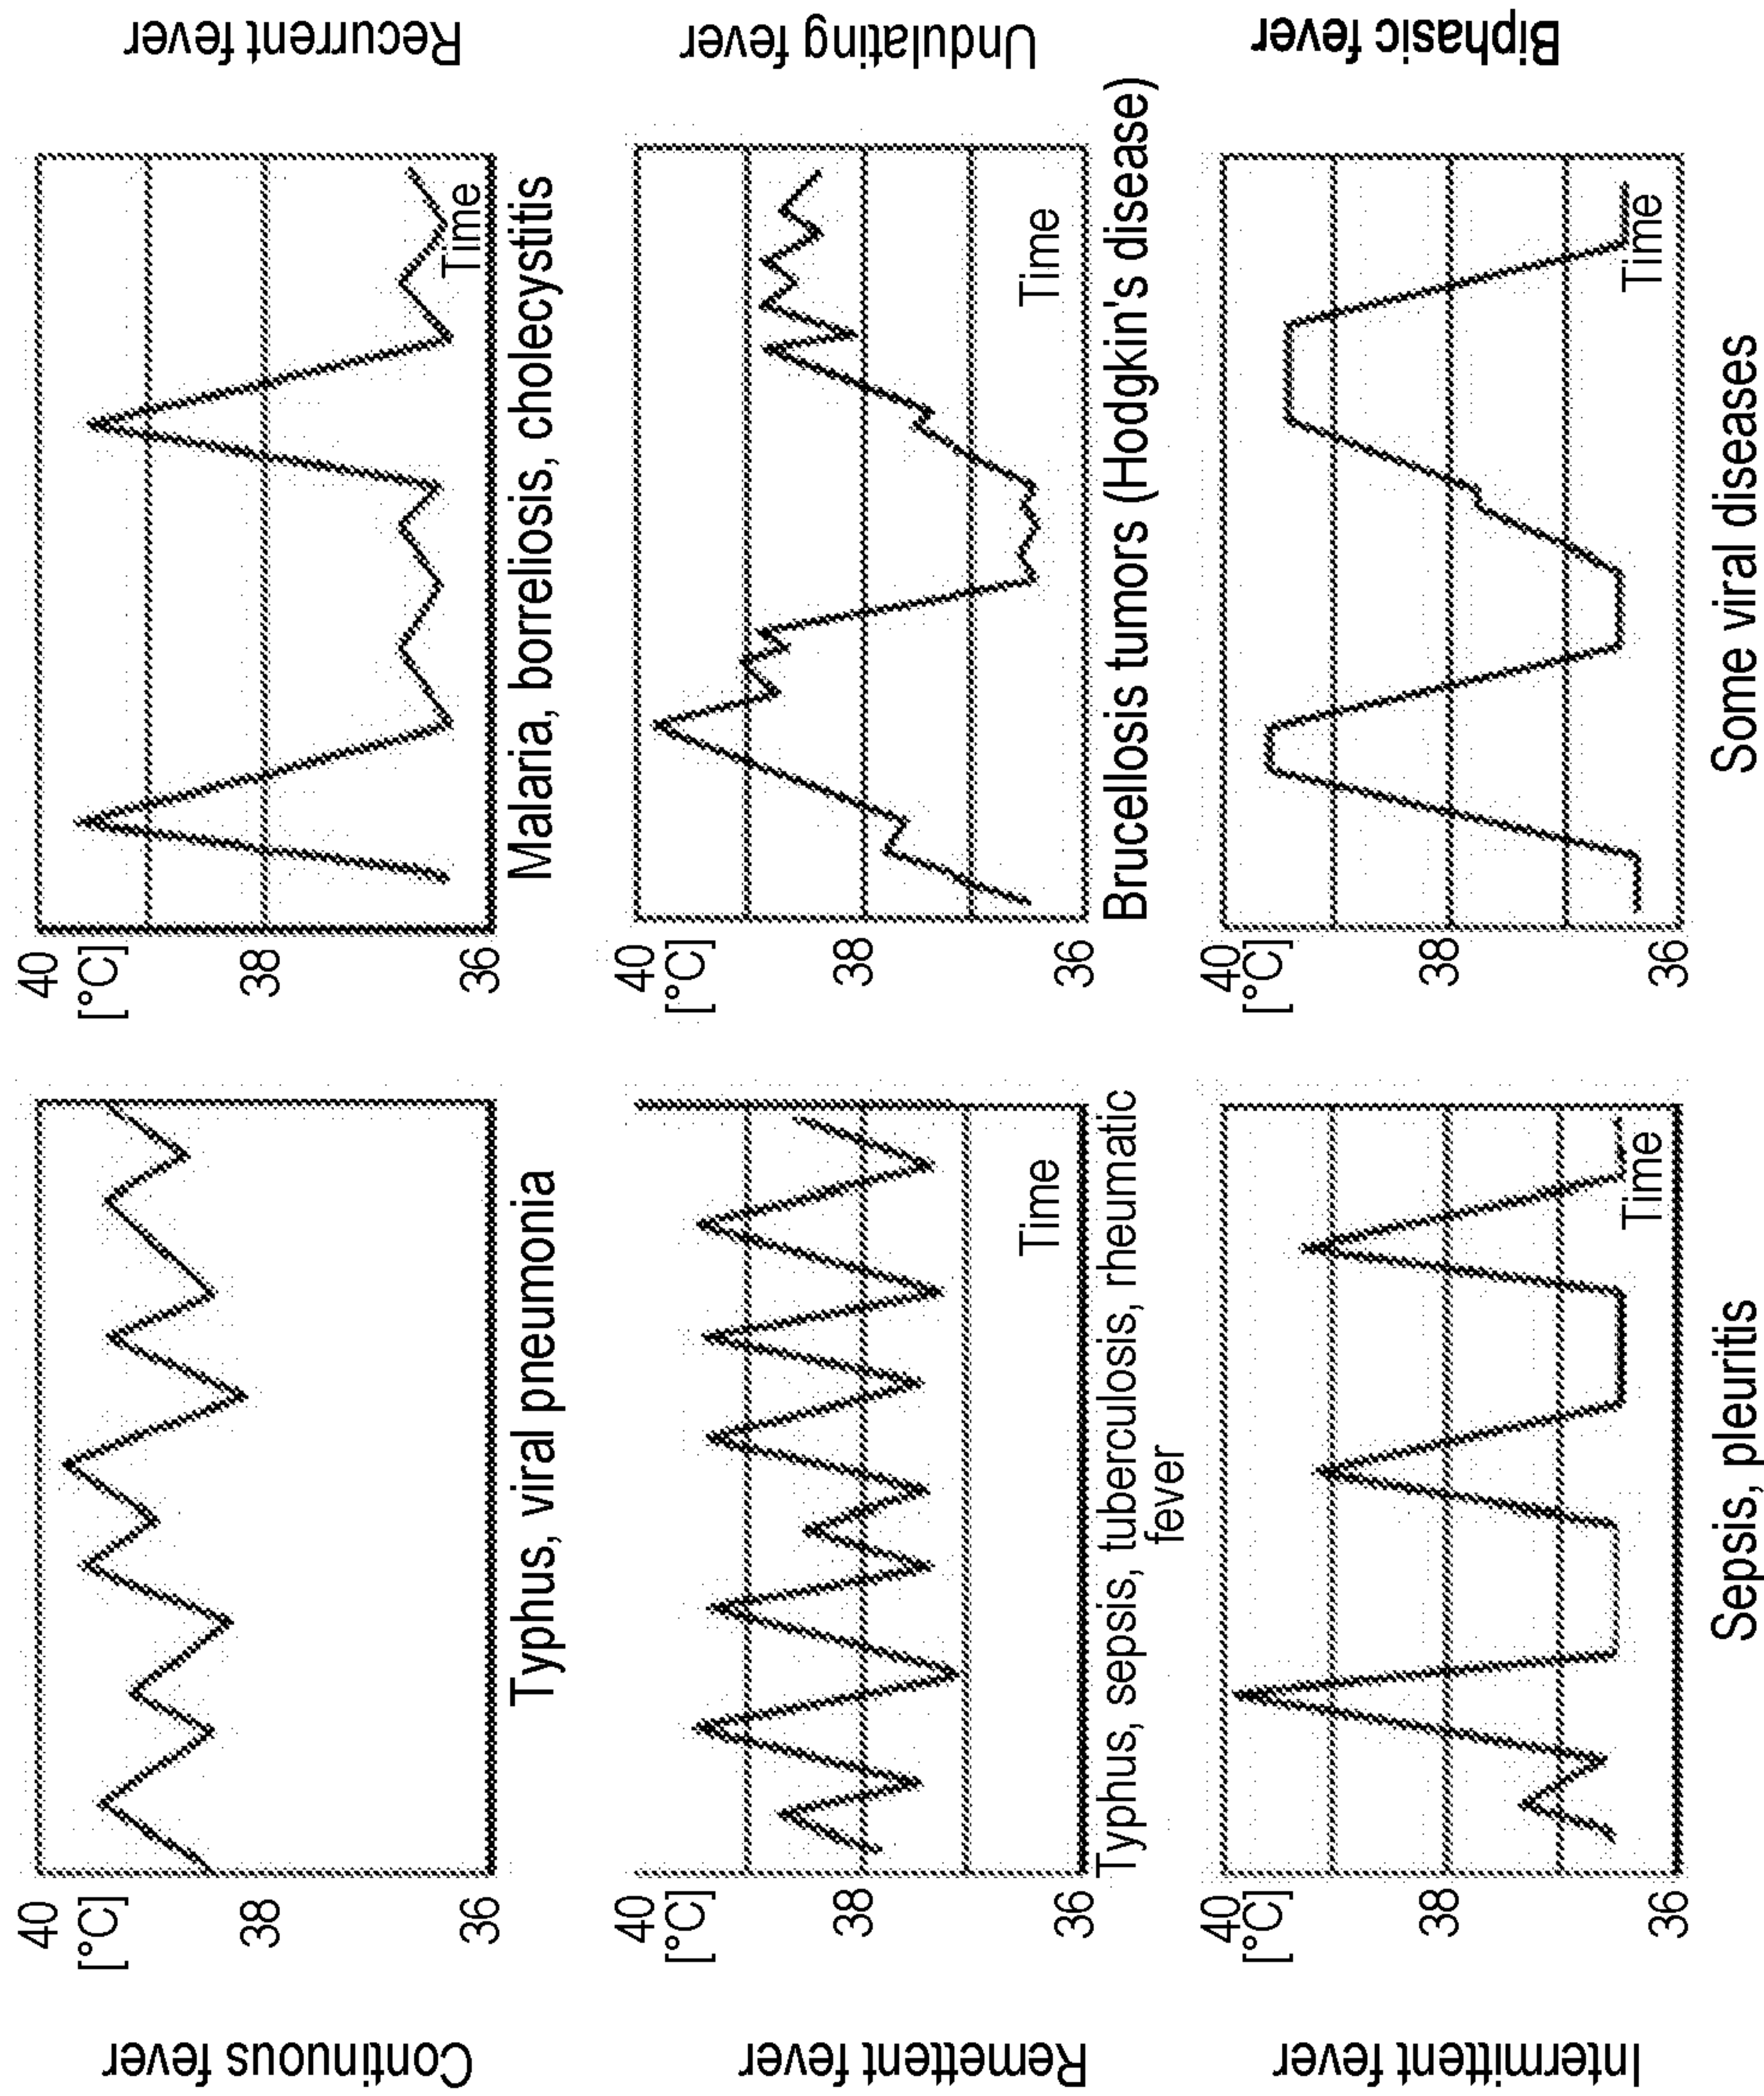 Continuous fever
40
[°C]
38
36
Typhus, viral pneumonia
Recurrent fever
40
[°C]
38
36
Time
Malaria, borreliosis, cholecystitis
Remettent fever
40
[°C]
38
36
Time
Typhus, sepsis, tuberculosis, rheumatic
fever
Undulating fever
40
[°C]
38
36
Time
Brucellosis tumors (Hodgkin's disease)
Intermittent fever
40
[°C]
38
36
Time
Sepsis, pleuritis
Biphasic fever
40
[°C]
38
36
Time
Some viral diseases